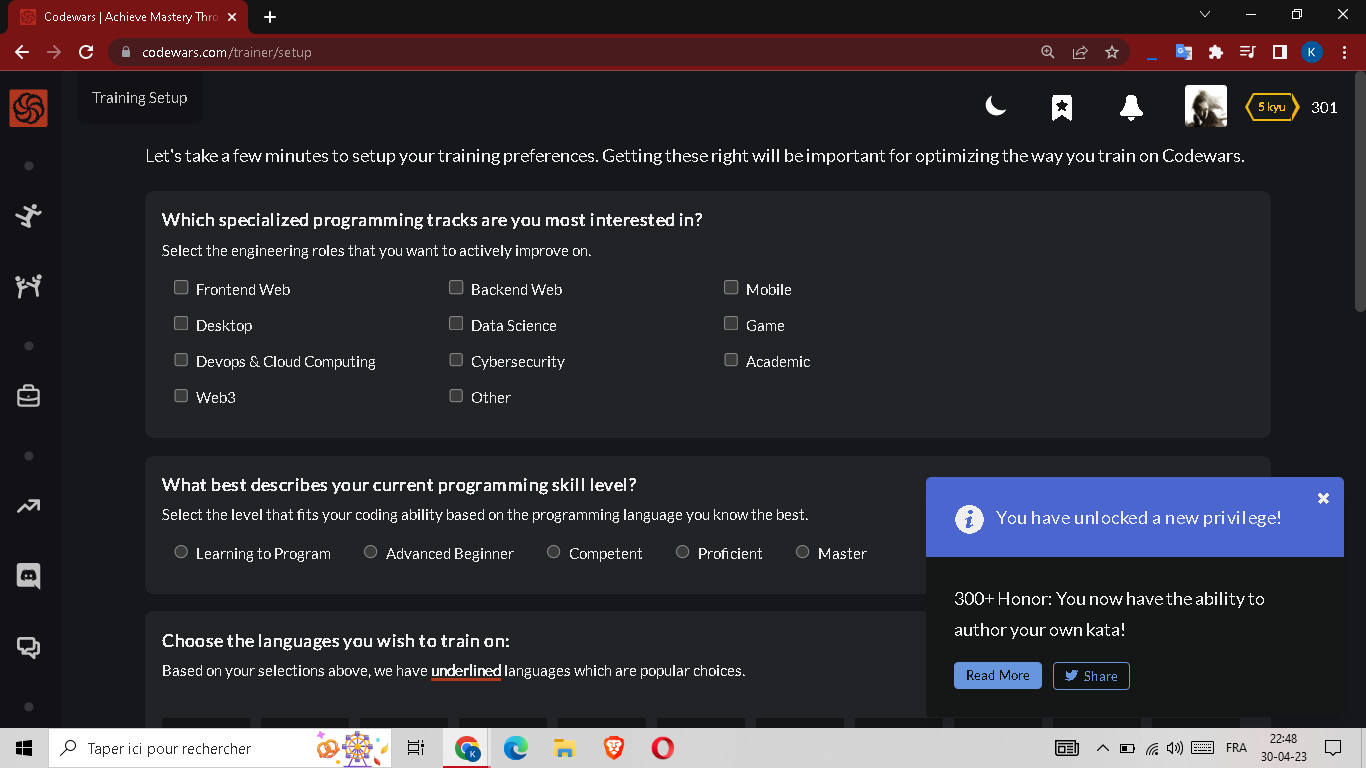 Codewars | Achieve Mastery Thro
codewars.com/trainer/setup
K
Training Setup
5 kyu
301
Let's take a few minutes to setup your training preferences. Getting these right will be important for optimizing the way you train on Codewars.
Which specialized programming tracks are you most interested in?
Select the engineering roles that you want to actively improve on.
Frontend Web
Backend Web
Mobile
Desktop
Data Science
Game
Devops & Cloud Computing
Cybersecurity
Academic
Web3
Other
What best describes your current programming skill level?
Select the level that fits your coding ability based on the programming language you know the best.
Learning to Program
Advanced Beginner
Competent
Proficient
Master
You have unlocked a new privilege!
300+ Honor: You now have the ability to
author your own kata!
Read More
Share
Choose the languages you wish to train on:
Based on your selections above, we have underlined languages which are popular choices.
Taper ici pour rechercher
K
FRA
22:48
30-04-23